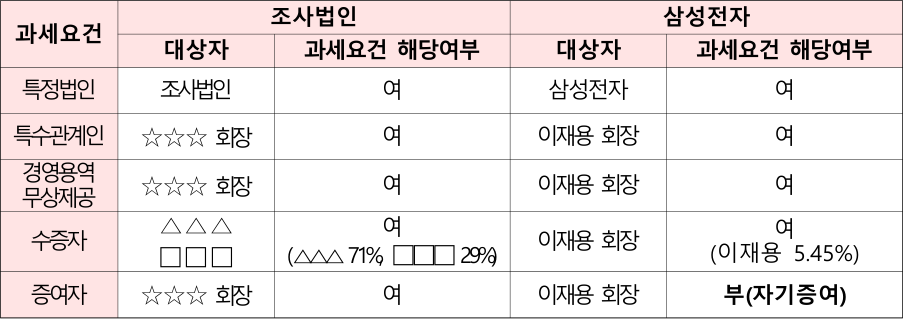 과세요건 조사법인 삼성전자
대상자 과세요건 해당여부 대상자 과세요건 해당여부
특정법인 조사법인 여 삼성전자 여
특수관계인 ☆☆☆ 회장 여 이재용 회장 여
경영용역
무상제공 ☆☆☆ 회장 여 이재용 회장 여
수증자 △△△
□□□ 여
(△△△ 71%, □□□ 29%) 이재용 회장 여
(이재용 5.45%)
증여자 ☆☆☆ 회장 여 이재용 회장 부(자기증여)